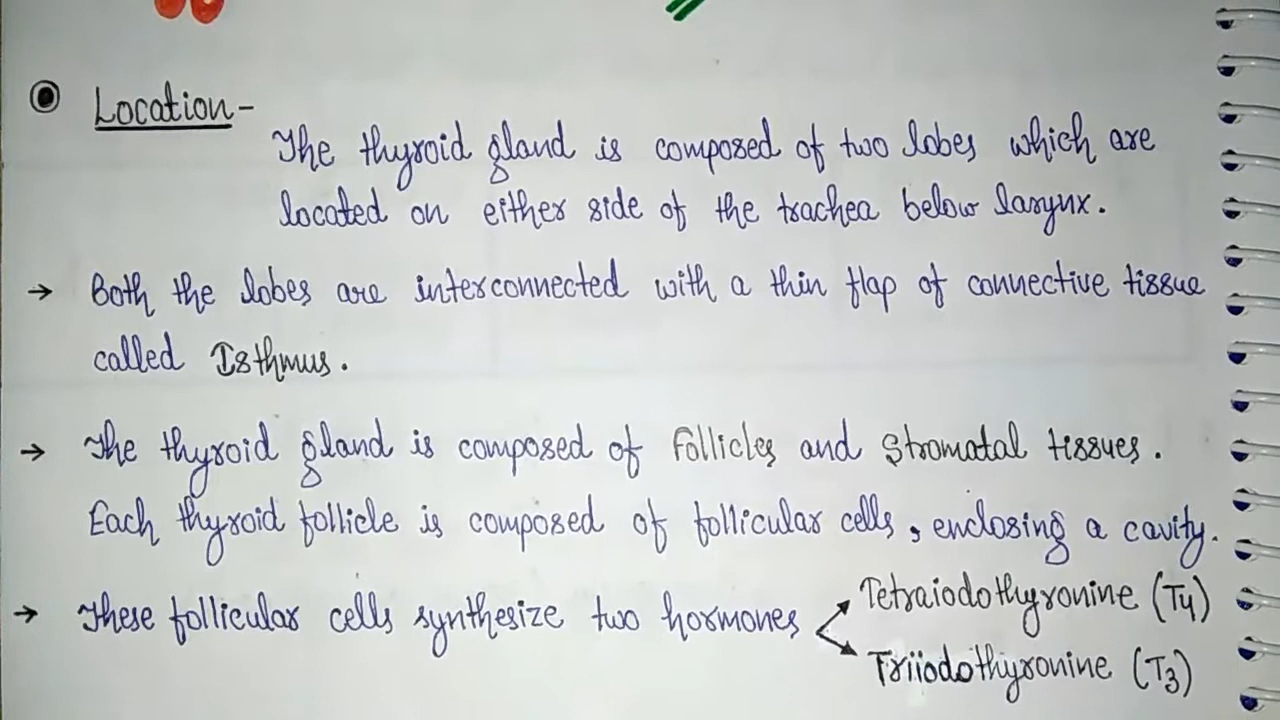 Location-
The thyroid gland is composed of two lobes which are
located on either side of the trachea below larynx.
→ Both the lobes are interconnected with a thin flap of connective tissue
called Isthmus.
→ The thyroid gland is composed of Follicles and Stromatal tissues.
Each thyroid follicle is composed of follicular cells, enclosing a cavity.
→ These follicular cells synthesize two hormones
Tetraiodothyronine (T4)
Triiodothyronine (T3)